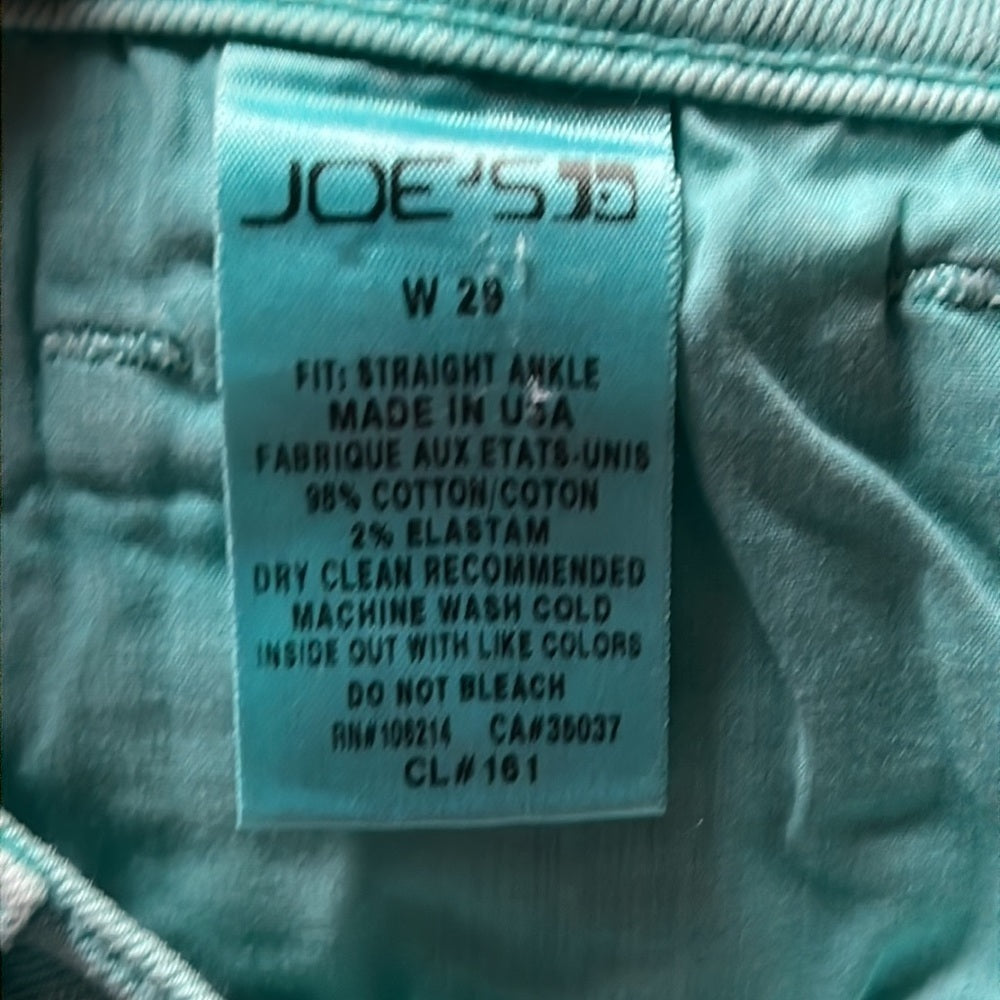 JOE'S
W 29
FIT: STRAIGHT ANKLE
MADE IN USA
FABRIQUE AUX ETATS-UNIS
98% COTTON/COTON
2% ELASTAM
DRY CLEAN RECOMMENDED
MACHINE WASH COLD
INSIDE OUT WITH LIKE COLORS
DO NOT BLEACH
RN#106214 CA#35037
CL#161